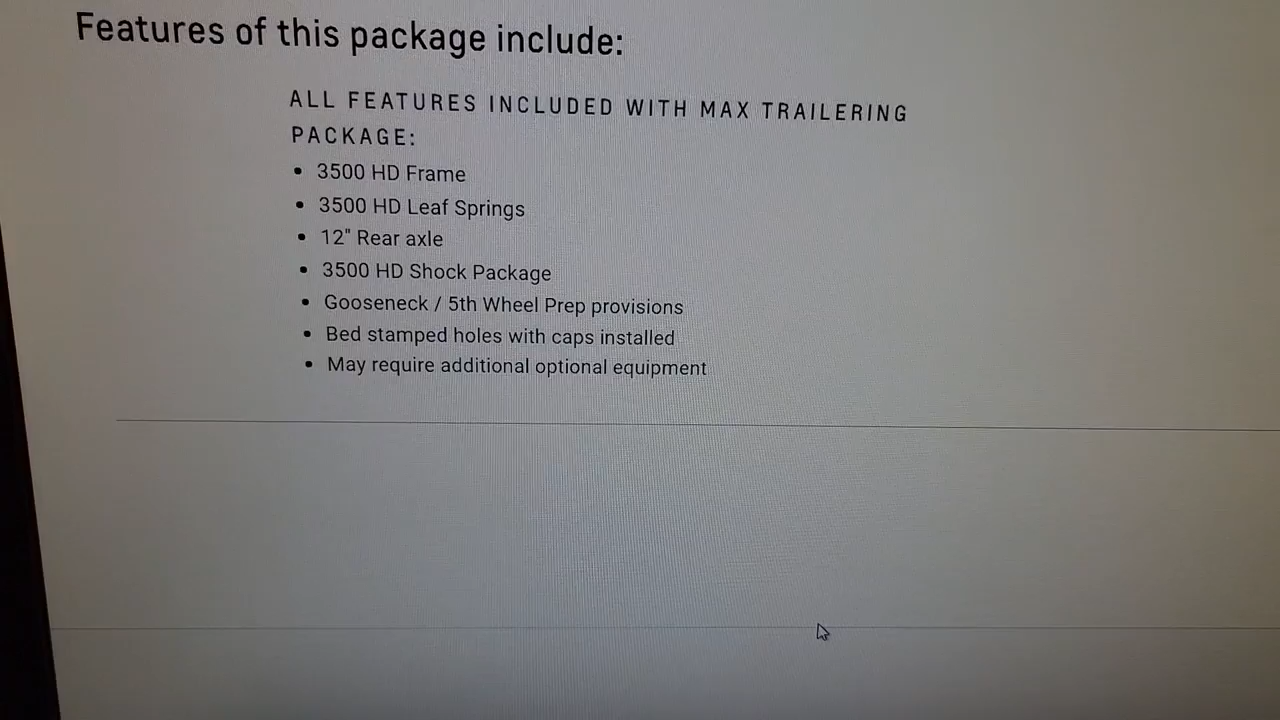 Features of this package include:
ALL FEATURES INCLUDED WITH MAX TRAILERING
PACKAGE:
• 3500 HD Frame
• 3500 HD Leaf Springs
• 12" Rear axle
• 3500 HD Shock Package
• Gooseneck / 5th Wheel Prep provisions
• Bed stamped holes with caps installed
• May require additional optional equipment